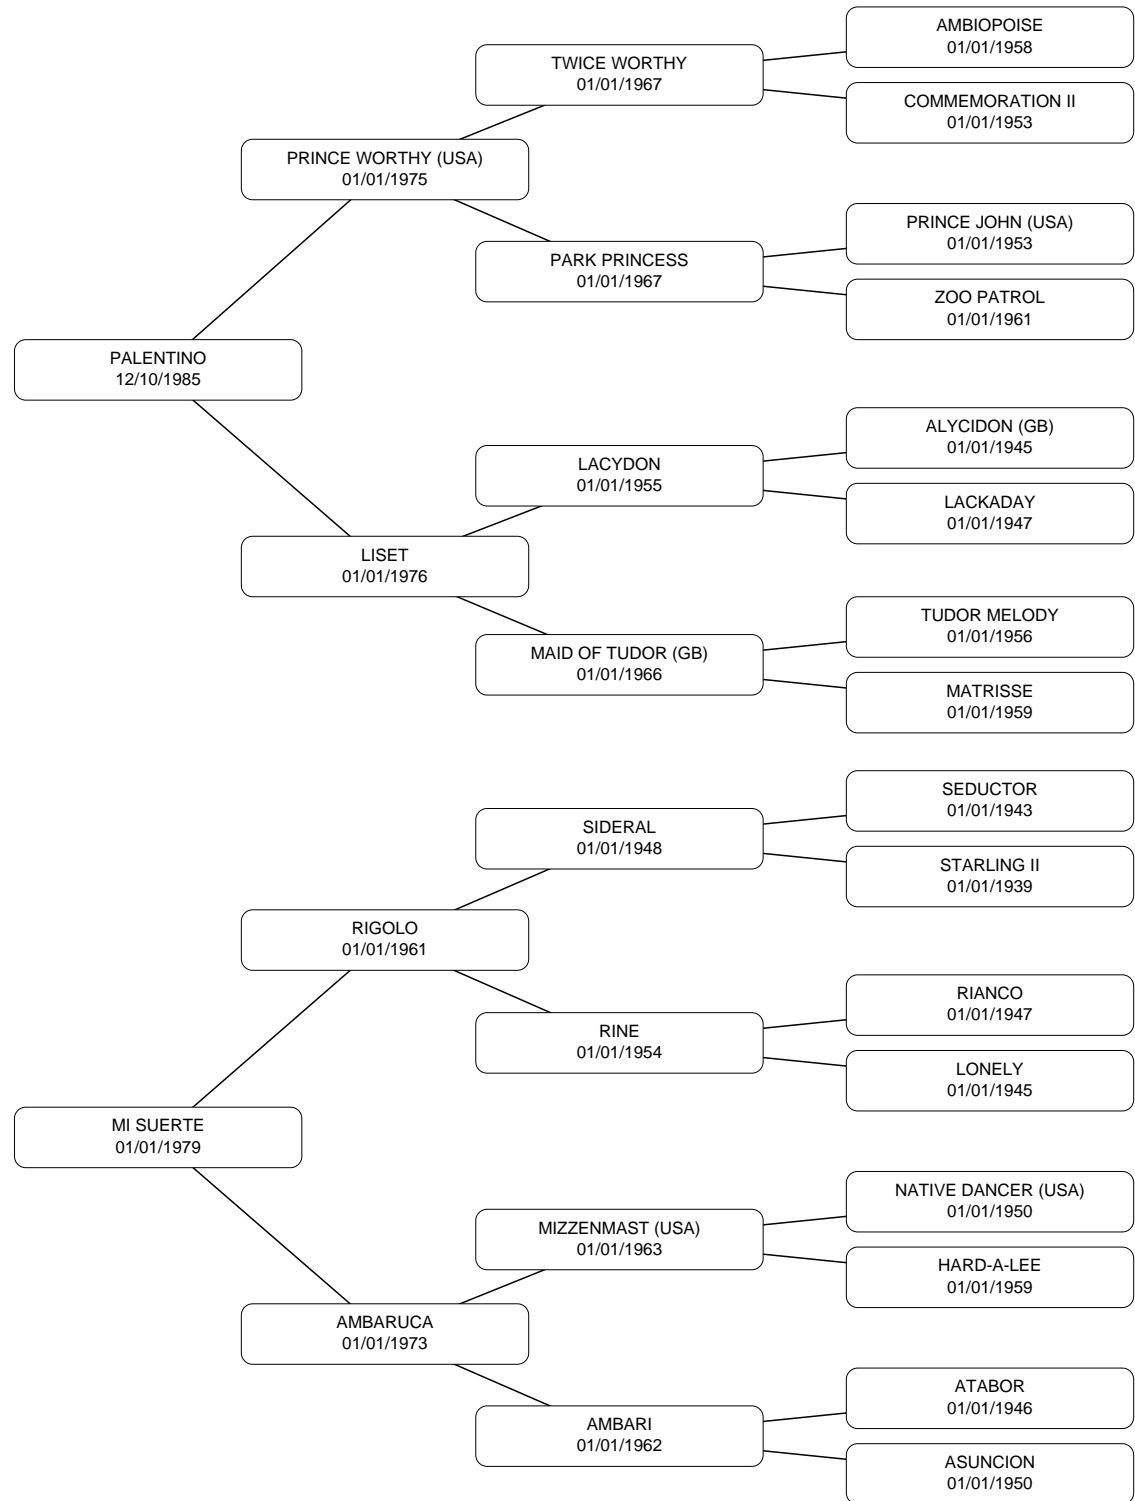 AMBIOPOISE
01/01/1958
TWICE WORTHY
01/01/1967
COMMEMORATION II
01/01/1953
PRINCE WORTHY (USA)
01/01/1975
PRINCE JOHN (USA)
01/01/1953
PARK PRINCESS
01/01/1967
ZOO PATROL
01/01/1961
PALENTINO
12/10/1985
ALYCIDON (GB)
01/01/1945
LACYDON
01/01/1955
LACKADAY
01/01/1947
LISET
01/01/1976
TUDOR MELODY
01/01/1956
MAID OF TUDOR (GB)
01/01/1966
MATRISSE
01/01/1959
SEDUCTOR
01/01/1943
SIDERAL
01/01/1948
STARLING II
01/01/1939
RIGOLO
01/01/1961
RIANCO
01/01/1947
RINE
01/01/1954
LONELY
01/01/1945
MI SUERTE
01/01/1979
NATIVE DANCER (USA)
01/01/1950
MIZZENMAST (USA)
01/01/1963
HARD-A-LEE
01/01/1959
AMBARUCA
01/01/1973
ATABOR
01/01/1946
AMBARI
01/01/1962
ASUNCION
01/01/1950